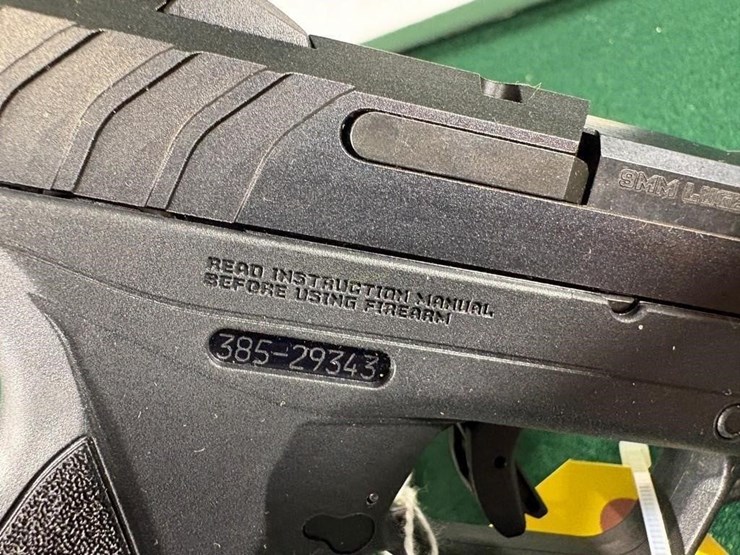 9MM
READ INSTRUCTION MANUAL
BEFORE USING FIREARM
385-29343